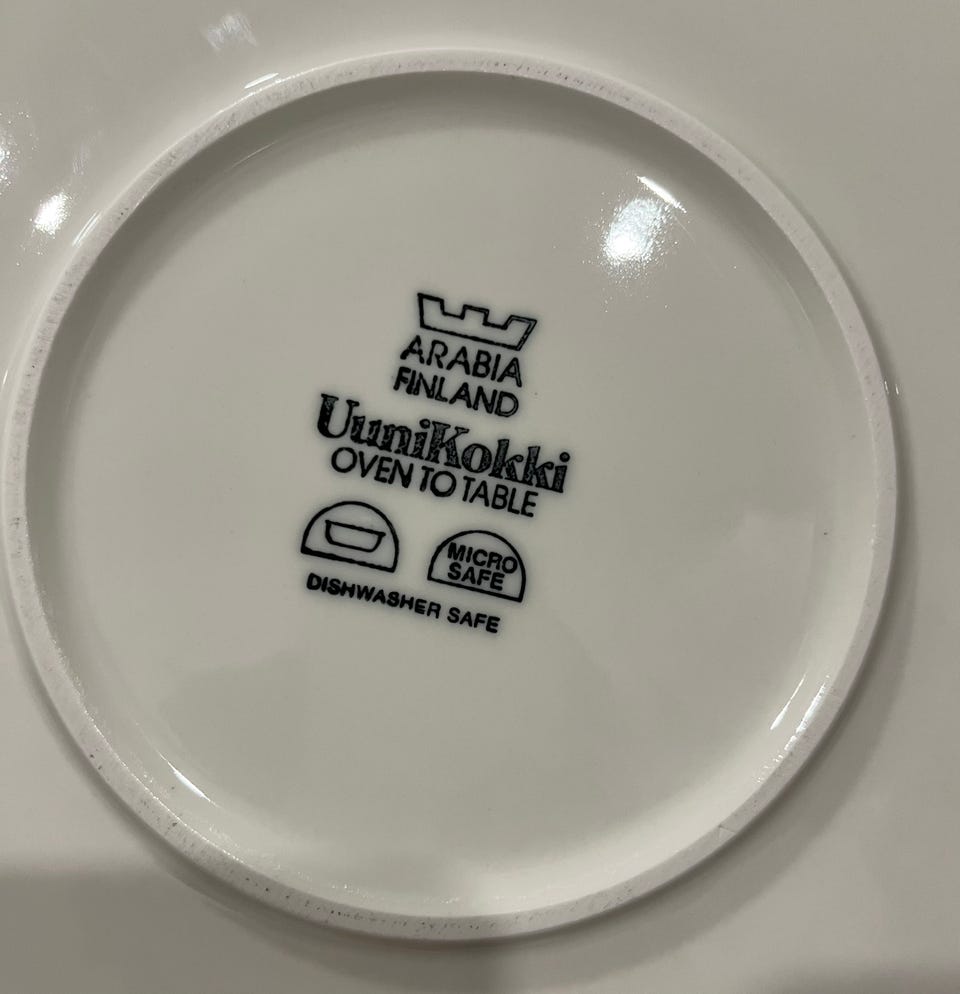 ARABIA
FINLAND
UuniKokki
OVEN TO TABLE
MICRO
SAFE
DISHWASHER SAFE